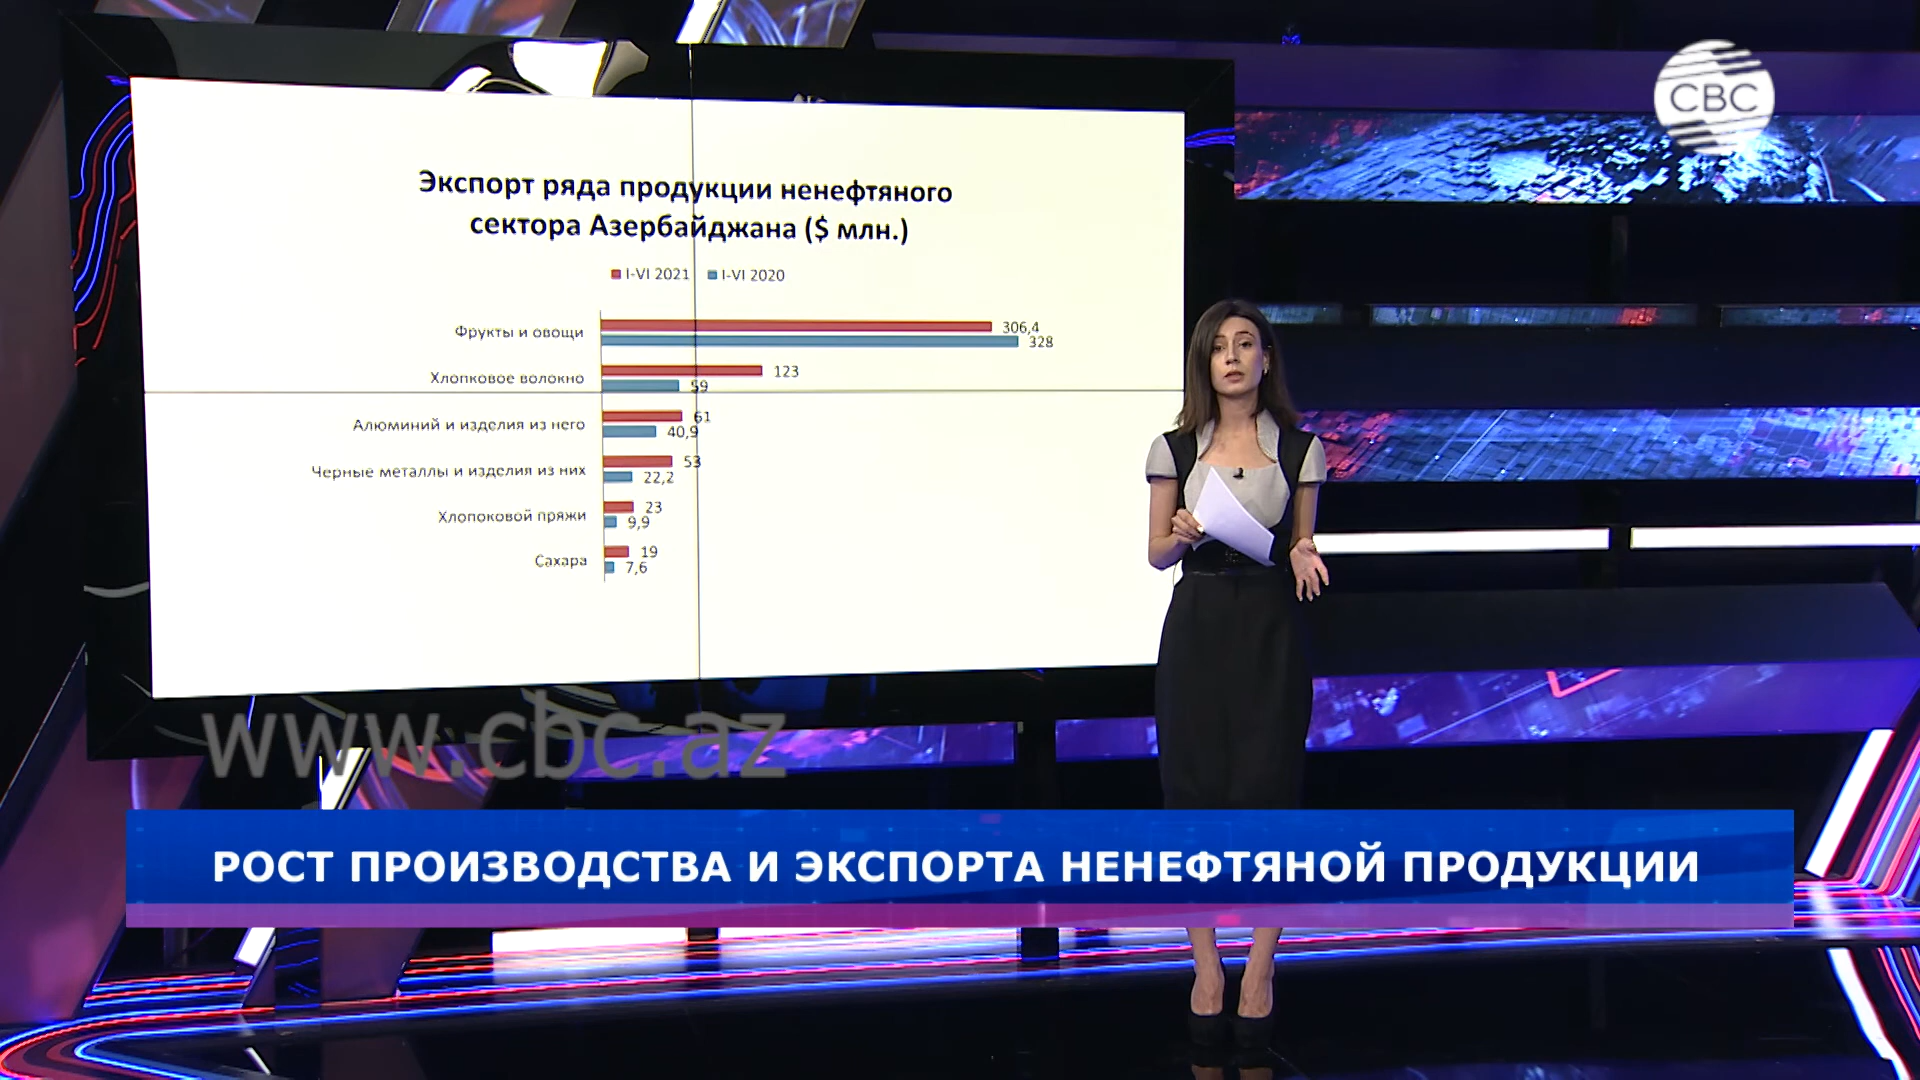 CBC
Экспорт ряда продукции ненефтяного
сектора Азербайджана ($ млн.)
I-VI 2021 I-VI 2020
Фрукты и овощи 306,4
328
Хлопковое волокно 123
59
Алюминий и изделия из него 61
40,9
Черные металлы и изделия из них 53
22,2
Хлопоковой пряжи 23
9,9
Сахара 19
7,6
www.cbc.az
РОСТ ПРОИЗВОДСТВА И ЭКСПОРТА НЕНЕФТЯНОЙ ПРОДУКЦИИ